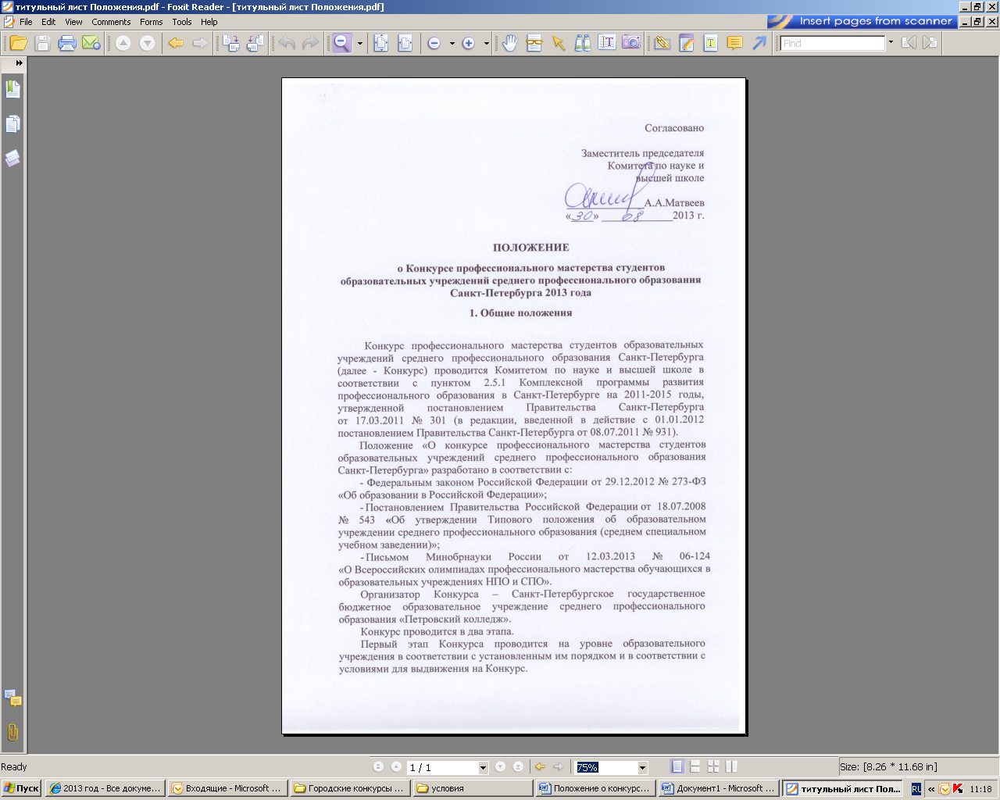 титульный лист Положения.pdf - Foxit Reader - [титульный лист Положения.pdf]
File Edit View Comments Forms Tools Help
Insert pages from scanner
Find
Согласовано
Заместитель председателя
Комитета по науке и
высшей школе
А.А.Матвеев
«30» 08 2013 г.
ПОЛОЖЕНИЕ
о Конкурсе профессионального мастерства студентов
образовательных учреждений среднего профессионального образования
Санкт-Петербурга 2013 года
1. Общие положения
Конкурс профессионального мастерства студентов образовательных
учреждений среднего профессионального образования Санкт-Петербурга
(далее - Конкурс) проводится Комитетом по науке и высшей школе в
соответствии с пунктом 2.5.1 Комплексной программы развития
профессионального образования в Санкт-Петербурге на 2011-2015 годы,
утвержденной постановлением Правительства Санкт-Петербурга
от 17.03.2011 № 301 (в редакции, введенной в действие с 01.01.2012
постановлением Правительства Санкт-Петербурга от 08.07.2011 № 931).
Положение «О конкурсе профессионального мастерства студентов
образовательных учреждений среднего профессионального образования
Санкт-Петербурга» разработано в соответствии с:
- Федеральным законом Российской Федерации от 29.12.2012 № 273-ФЗ
«Об образовании в Российской Федерации»;
- Постановлением Правительства Российской Федерации от 18.07.2008
№ 543 «Об утверждении Типового положения об образовательном
учреждении среднего профессионального образования (среднем специальном
учебном заведении)»;
- Письмом Минобрнауки России от 12.03.2013 № 06-124
«О Всероссийских олимпиадах профессионального мастерства обучающихся в
образовательных учреждениях НПО и СПО».
Организатор Конкурса – Санкт-Петербургское государственное
бюджетное образовательное учреждение среднего профессионального
образования «Петровский колледж».
Конкурс проводится в два этапа.
Первый этап Конкурса проводится на уровне образовательного
учреждения в соответствии с установленным им порядком и в соответствии с
условиями для выдвижения на Конкурс.
Ready 1 / 1 75% Size: [8.26 * 11.68 in]
Пуск 2013 год - Все докуме... Входящие - Microsoft ... Городские конкурсы ... условия Положение о конкурс... Документ1 - Microsoft ... титульный лист Пол... RU « 11:18